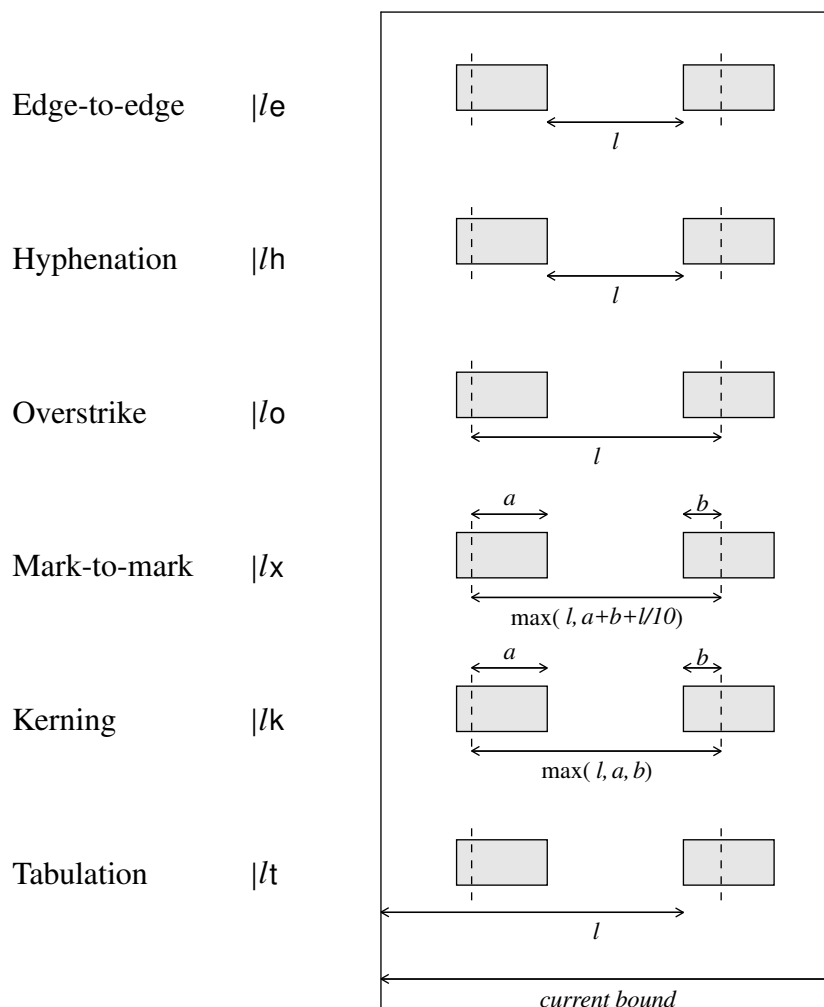 Edge-to-edge |le
l
Hyphenation |lh
l
Overstrike |lo
l
a b
Mark-to-mark |lx
max( l, a+b+l/10)
a b
Kerning |lk
max( l, a, b)
Tabulation |lt
l
current bound